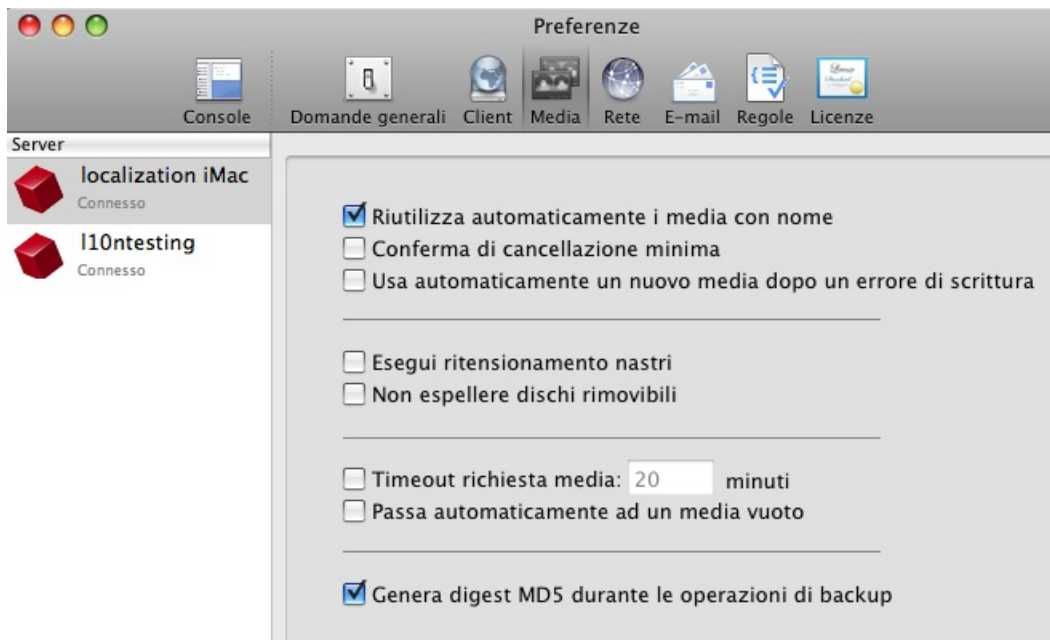 Preferenze
Console
Domande generali
Client
Media
Rete
E-mail
Regole
Licenze
Server
localization iMac
Connesso
l10ntesting
Connesso
Riutilizza automaticamente i media con nome
Conferma di cancellazione minima
Usa automaticamente un nuovo media dopo un errore di scrittura
Esegui ritensionamento nastri
Non espellere dischi rimovibili
Timeout richiesta media: 20 minuti
Passa automaticamente ad un media vuoto
Genera digest MD5 durante le operazioni di backup